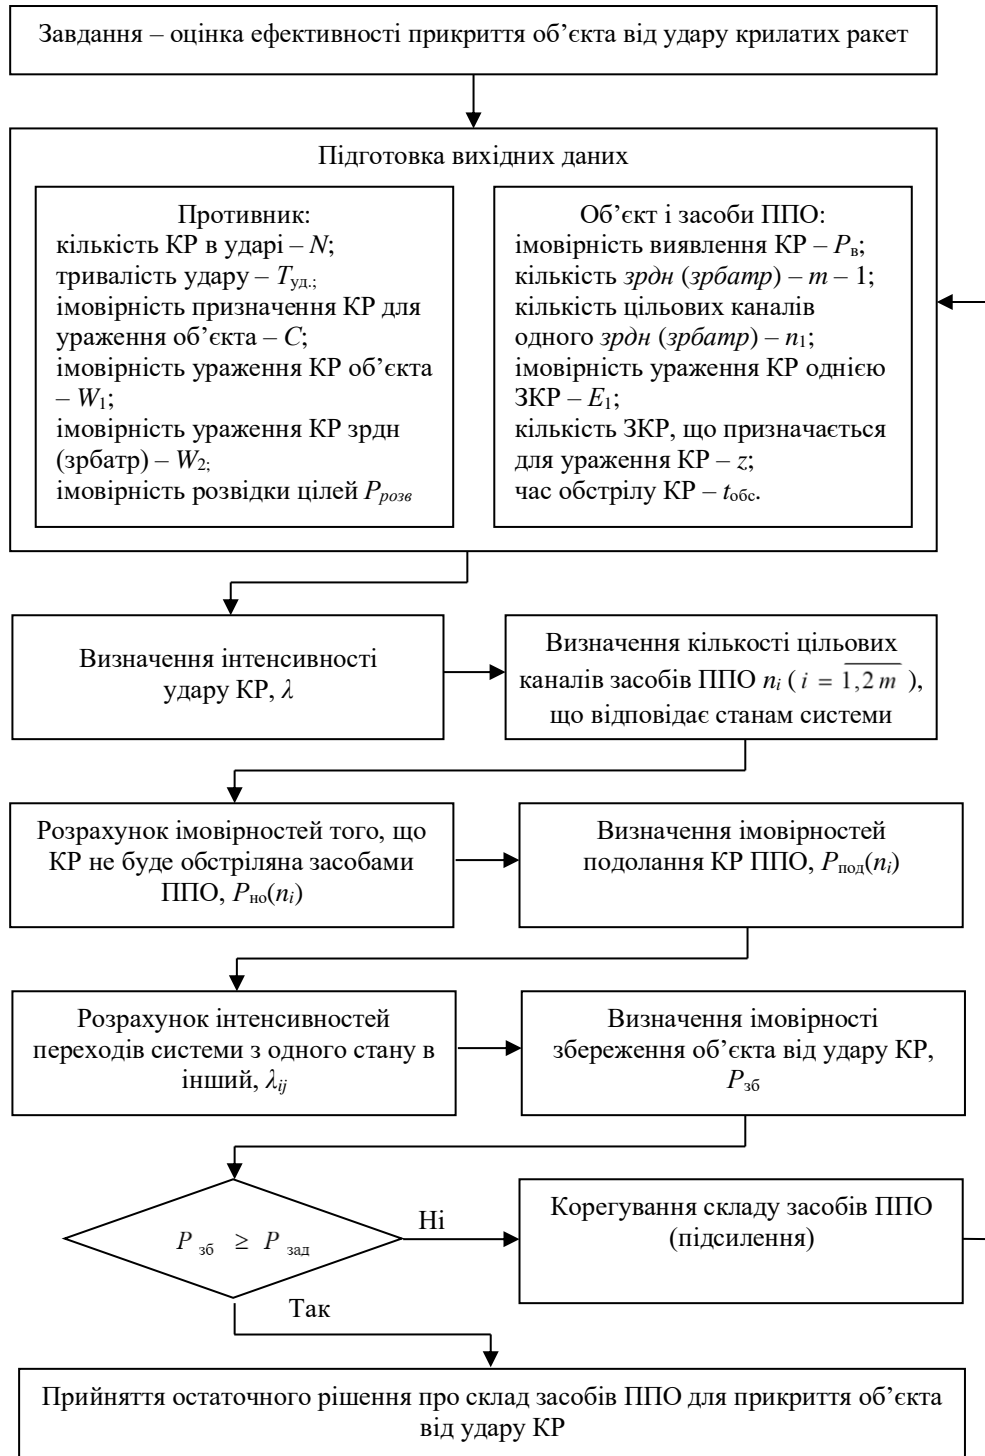 Завдання – оцінка ефективності прикриття об’єкта від удару крилатих ракет
Підготовка вихідних даних
Противник:
кількість КР в ударі – N;
тривалість удару – Tуд.;
імовірність призначення КР для
ураження об’єкта – C;
імовірність ураження КР об’єкта
– W1;
імовірність ураження КР зрдн
(зрбатр) – W2;
імовірність розвідки цілей Pрозв
Об’єкт і засоби ППО:
імовірність виявлення КР – Pв;
кількість зрдн (зрбатр) – m – 1;
кількість цільових каналів
одного зрдн (зрбатр) – n1;
імовірність ураження КР однією
ЗКР – E1;
кількість ЗКР, що призначається
для ураження КР – z;
час обстрілу КР – tобс.
Визначення інтенсивності
удару КР, λ
Визначення кількості цільових
каналів засобів ППО ni ( i = 1,2 m ),
що відповідає станам системи
Розрахунок імовірностей того, що
КР не буде обстріляна засобами
ППО, Pно(ni)
Визначення імовірностей
подолання КР ППО, Pпод(ni)
Розрахунок інтенсивностей
переходів системи з одного стану в
інший, λij
Визначення імовірності
збереження об’єкта від удару КР,
Pзб
P зб ≥ P зад
Ні
Корегування складу засобів ППО
(підсилення)
Так
Прийняття остаточного рішення про склад засобів ППО для прикриття об’єкта
від удару КР